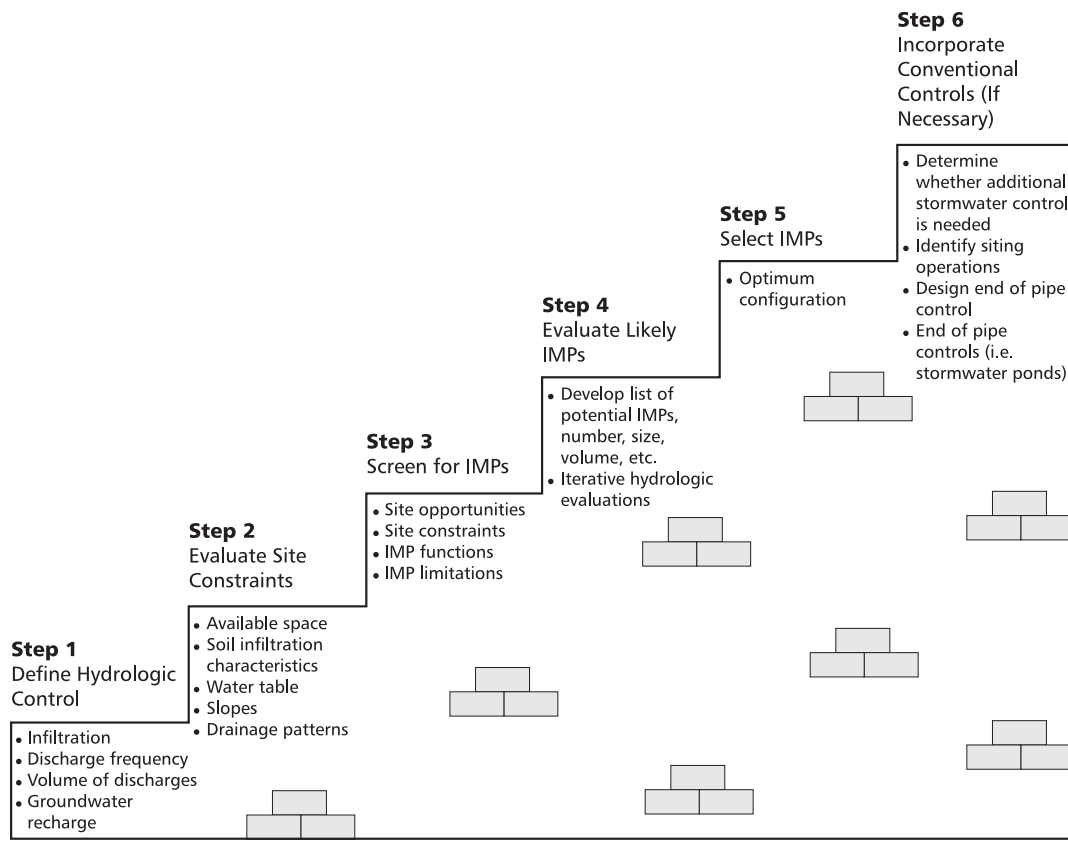 Step 1
Define Hydrologic
Control
• Infiltration
• Discharge frequency
• Volume of discharges
• Groundwater
recharge
Step 2
Evaluate Site
Constraints
• Available space
• Soil infiltration
characteristics
• Water table
• Slopes
• Drainage patterns
Step 3
Screen for IMPs
• Site opportunities
• Site constraints
• IMP functions
• IMP limitations
Step 4
Evaluate Likely
IMPs
• Develop list of
potential IMPs,
number, size,
volume, etc.
• Iterative hydrologic
evaluations
Step 5
Select IMPs
• Optimum
configuration
Step 6
Incorporate
Conventional
Controls (If
Necessary)
• Determine
whether additional
stormwater control
is needed
• Identify siting
operations
• Design end of pipe
control
• End of pipe
controls (i.e.
stormwater ponds)